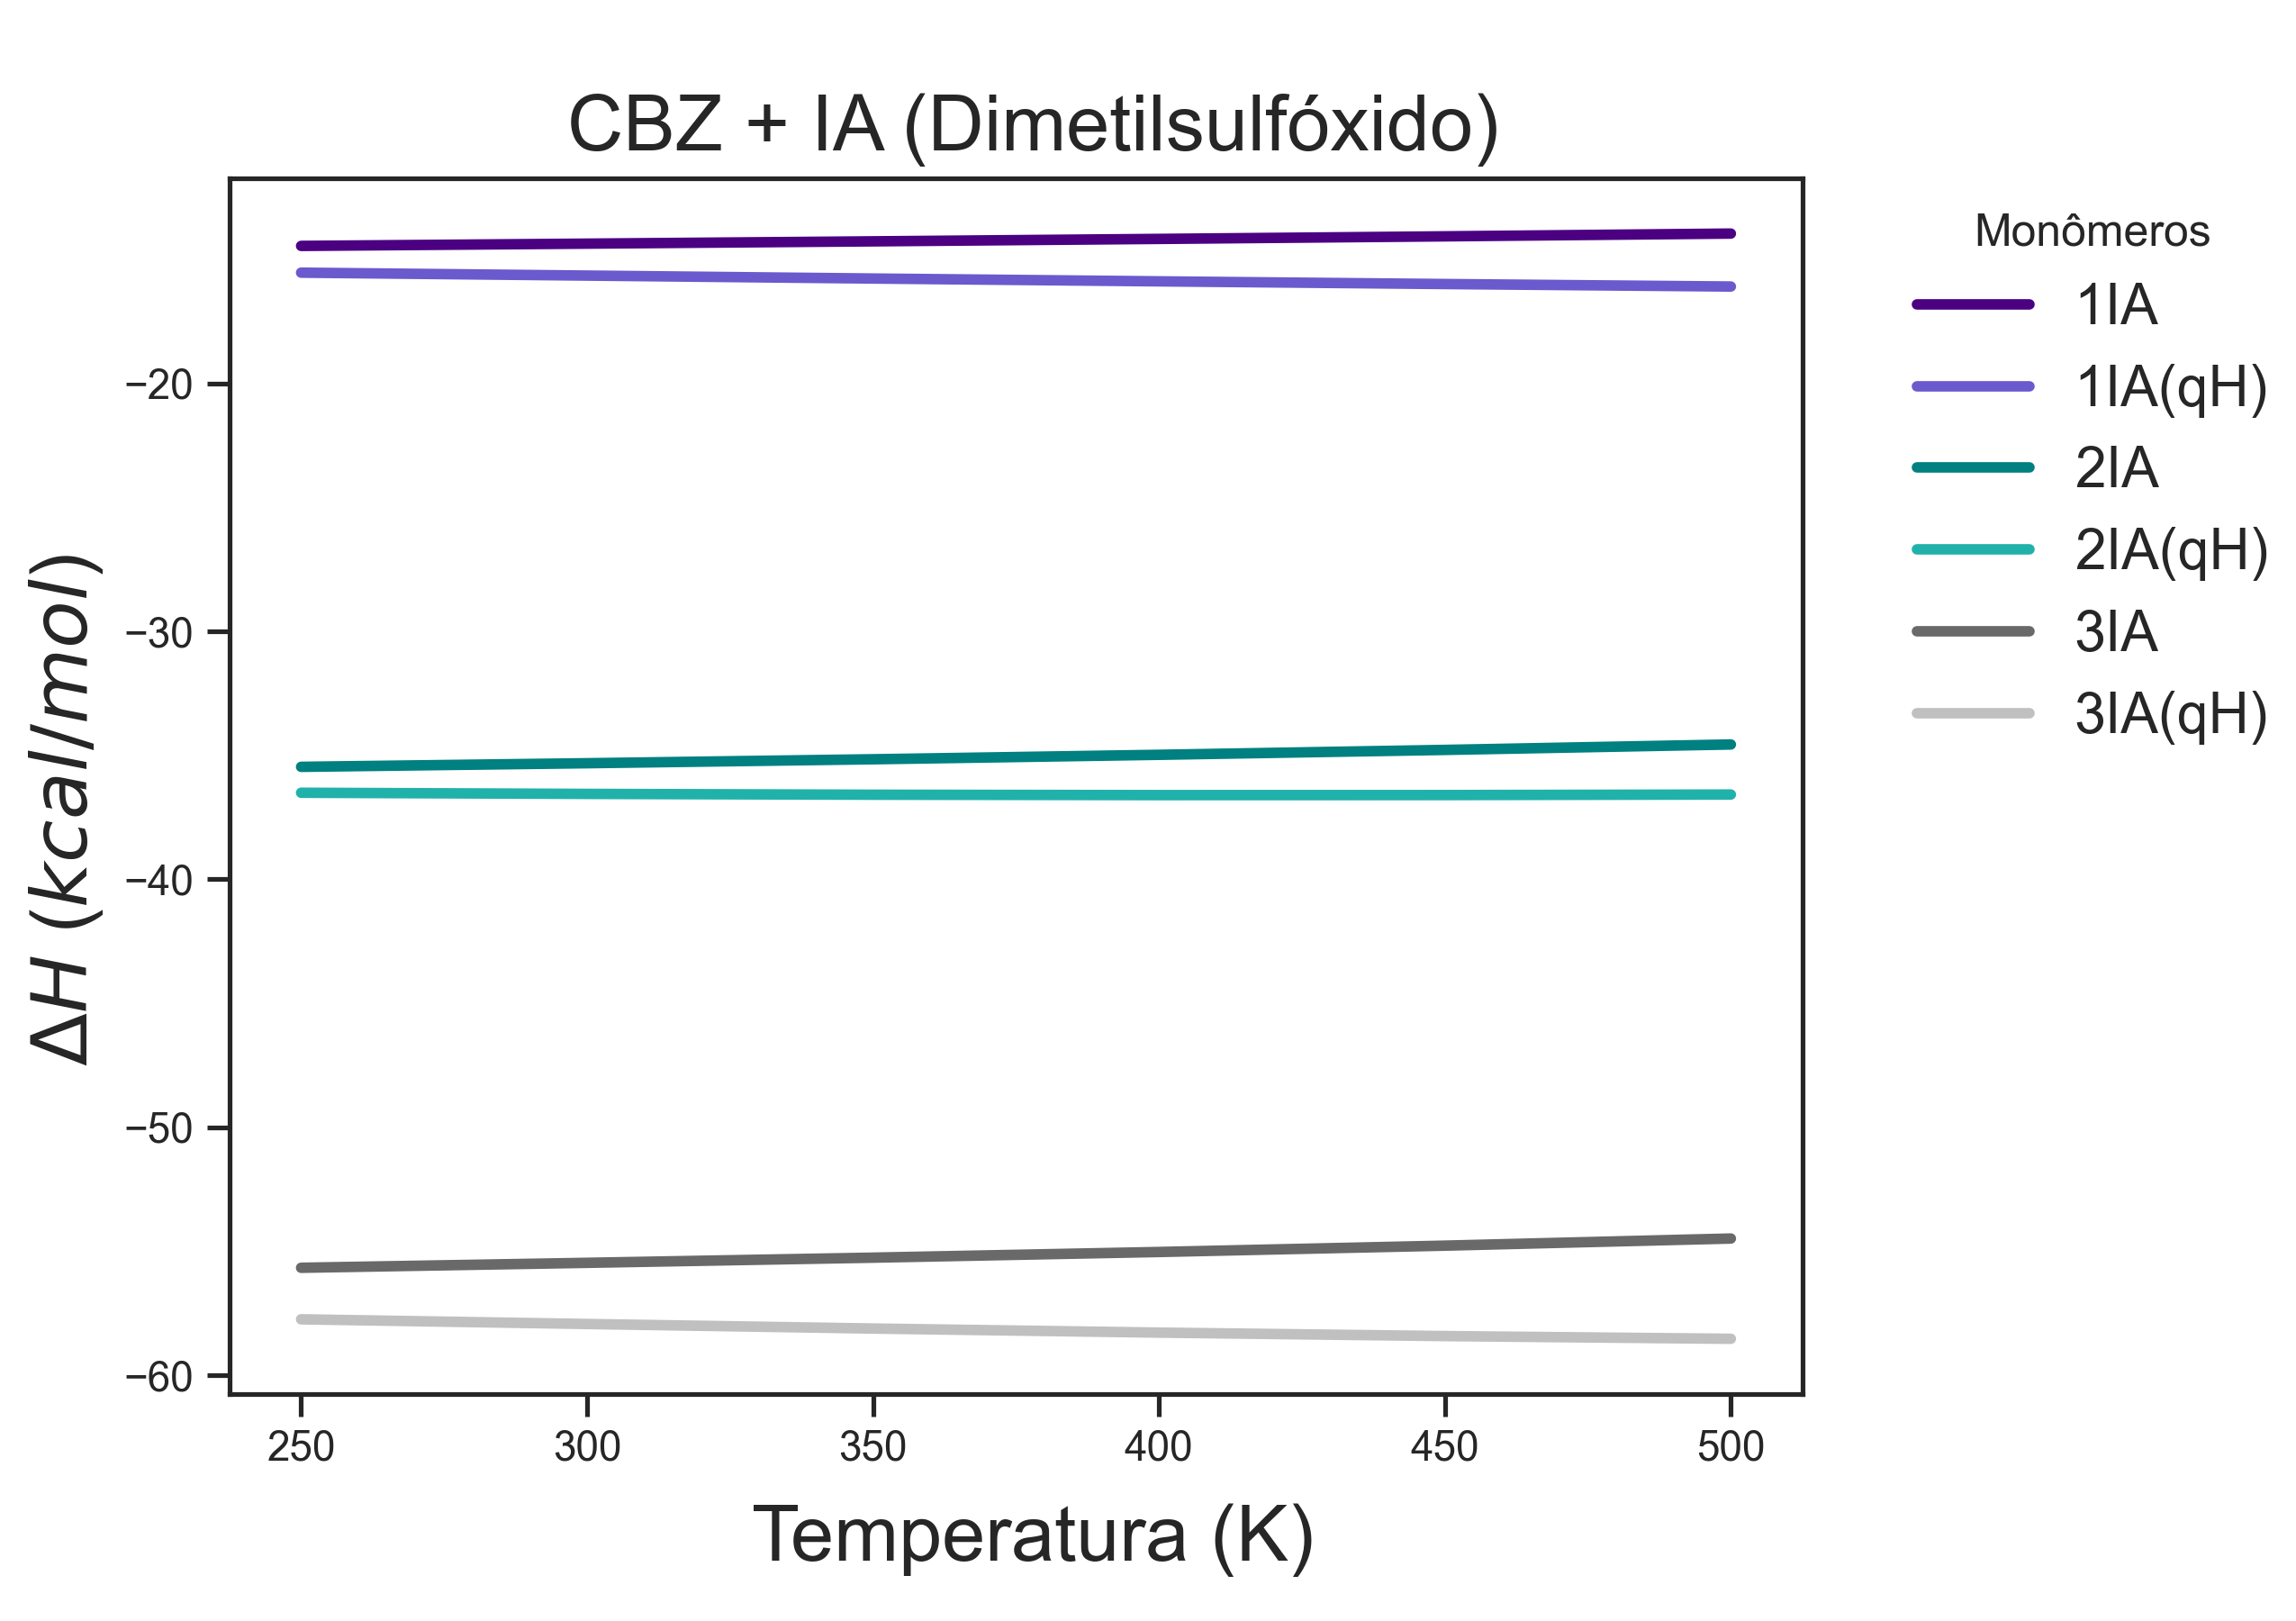 CBZ + IA (Dimetilsulfóxido)
ΔH (kcal/mol)
−20
−30
−40
−50
−60
250 300 350 400 450 500
Temperatura (K)
Monômeros
1IA
1IA(qH)
2IA
2IA(qH)
3IA
3IA(qH)